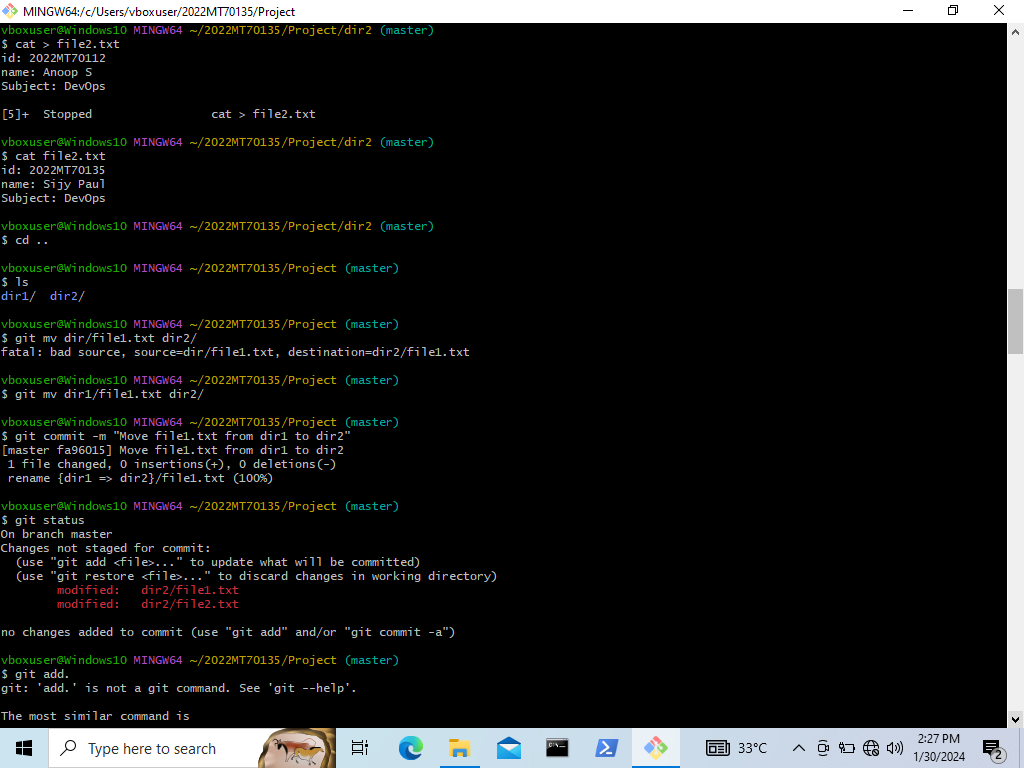 MINGW64:/c/Users/vboxuser/2022MT70135/Project
vboxuser@Windows10 MINGW64 ~/2022MT70135/Project/dir2 (master)
$ cat > file2.txt
id: 2022MT70112
name: Anoop S
Subject: DevOps
[5]+  Stopped                 cat > file2.txt
vboxuser@Windows10 MINGW64 ~/2022MT70135/Project/dir2 (master)
$ cat file2.txt
id: 2022MT70135
name: Sijy Paul
Subject: DevOps
vboxuser@Windows10 MINGW64 ~/2022MT70135/Project/dir2 (master)
$ cd ..
vboxuser@Windows10 MINGW64 ~/2022MT70135/Project (master)
$ ls
dir1/  dir2/
vboxuser@Windows10 MINGW64 ~/2022MT70135/Project (master)
$ git mv dir/file1.txt dir2/
fatal: bad source, source=dir/file1.txt, destination=dir2/file1.txt
vboxuser@Windows10 MINGW64 ~/2022MT70135/Project (master)
$ git mv dir1/file1.txt dir2/
vboxuser@Windows10 MINGW64 ~/2022MT70135/Project (master)
$ git commit -m "Move file1.txt from dir1 to dir2"
[master fa96015] Move file1.txt from dir1 to dir2
 1 file changed, 0 insertions(+), 0 deletions(-)
 rename {dir1 => dir2}/file1.txt (100%)
vboxuser@Windows10 MINGW64 ~/2022MT70135/Project (master)
$ git status
On branch master
Changes not staged for commit:
  (use "git add <file>..." to update what will be committed)
  (use "git restore <file>..." to discard changes in working directory)
        modified:   dir2/file1.txt
        modified:   dir2/file2.txt
no changes added to commit (use "git add" and/or "git commit -a")
vboxuser@Windows10 MINGW64 ~/2022MT70135/Project (master)
$ git add.
git: 'add.' is not a git command. See 'git --help'.
The most similar command is
Type here to search
33°C
2:27 PM
1/30/2024
2